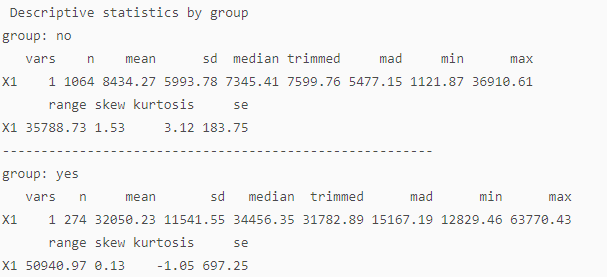 Descriptive statistics by group
group: no
vars n mean sd median trimmed mad min max
X1 1 1064 8434.27 5993.78 7345.41 7599.76 5477.15 1121.87 36910.61
range skew kurtosis se
X1 35788.73 1.53 3.12 183.75
------------------------------------------------------
group: yes
vars n mean sd median trimmed mad min max
X1 1 274 32050.23 11541.55 34456.35 31782.89 15167.19 12829.46 63770.43
range skew kurtosis se
X1 50940.97 0.13 -1.05 697.25